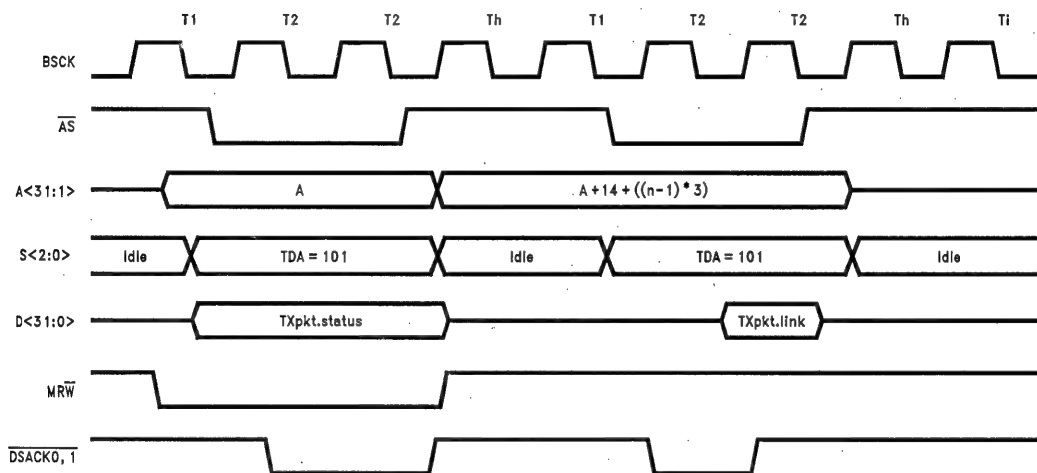 T1 T2 T2 Th T1 T2 T2 Th Ti
BSCK
AS
A<31:1> A A+14+((n-1)*3)
S<2:0> Idle TDA = 101 Idle TDA = 101 Idle
D<31:0> TXpkt.status TXpkt.link
MRW
DSACK0, 1